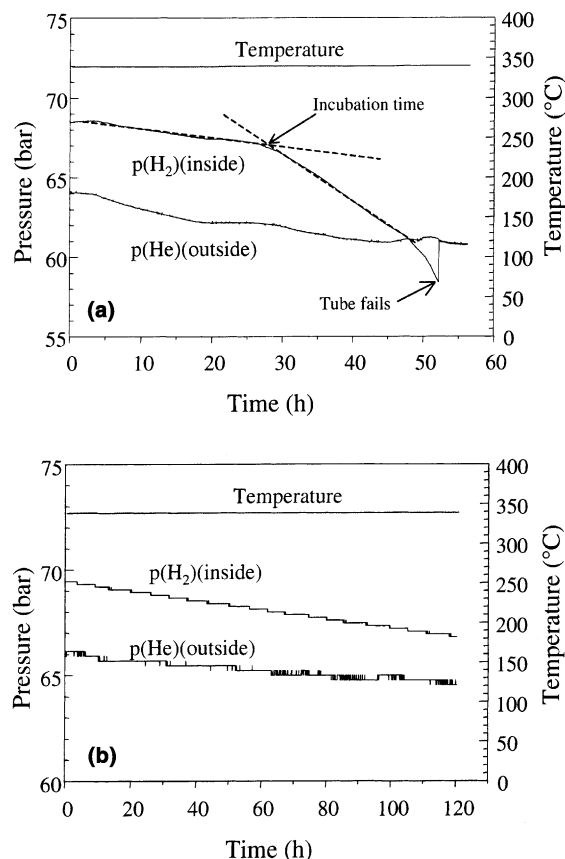 75
400
Temperature
350
72
300
Incubation time
68
250
Pressure (bar)
p(H2)(inside)
200
Temperature (°C)
65
150
p(He)(outside)
60
100
(a)
Tube fails
50
55
0
0 10 20 30 40 50 60
Time (h)
75
400
Temperature
350
300
70
p(H2)(inside)
250
Pressure (bar)
200
Temperature (°C)
p(He)(outside)
150
65
100
(b)
50
60
0
0 20 40 60 80 100 120
Time (h)